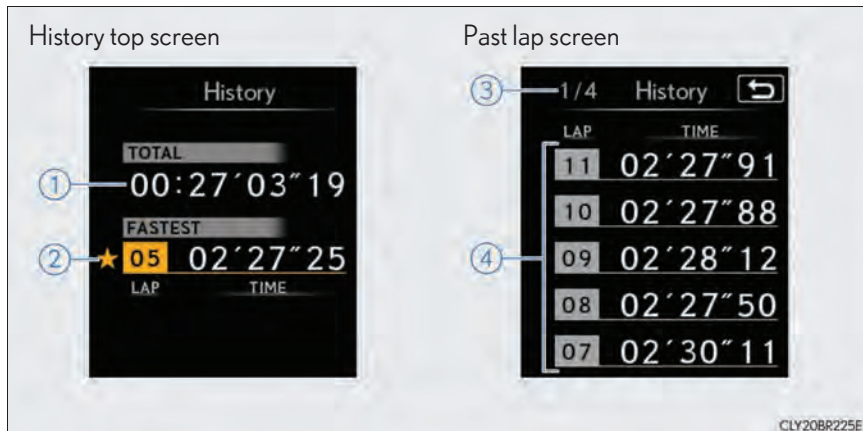 History top screen
History
TOTAL
① 00:27´03˝19
FASTEST
② ★ 05 02´27˝25
LAP TIME
Past lap screen
③ 1/4 History
LAP TIME
11 02´27˝91
10 02´27˝88
④ 09 02´28˝12
08 02´27˝50
07 02´30˝11
CLY20BR225E